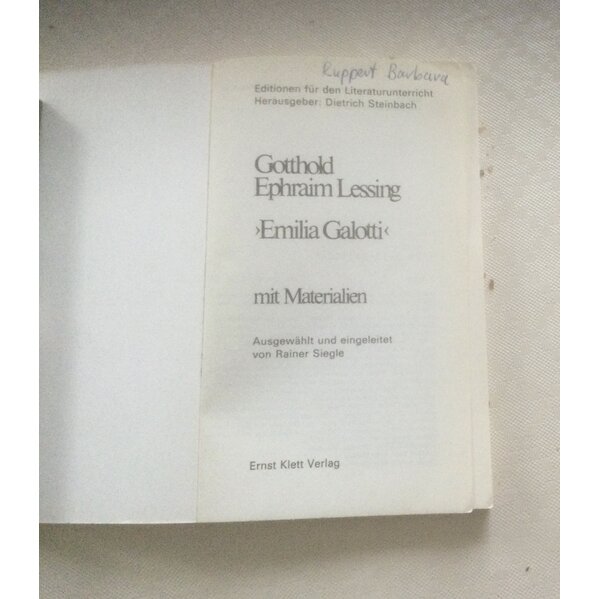 Ruppert Barbara
Editionen für den Literaturunterricht
Herausgeber: Dietrich Steinbach
Gotthold
Ephraim Lessing
›Emilia Galotti‹
mit Materialien
Ausgewählt und eingeleitet
von Rainer Siegle
Ernst Klett Verlag